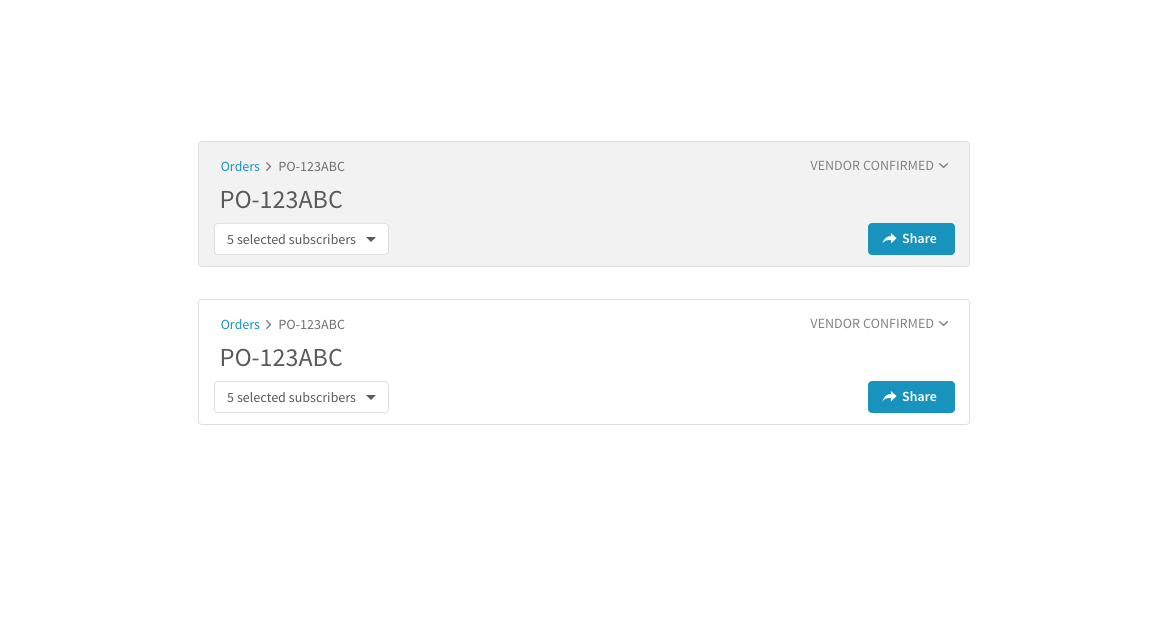 Orders > PO-123ABC
VENDOR CONFIRMED
PO-123ABC
5 selected subscribers
Share
Orders > PO-123ABC
VENDOR CONFIRMED
PO-123ABC
5 selected subscribers
Share